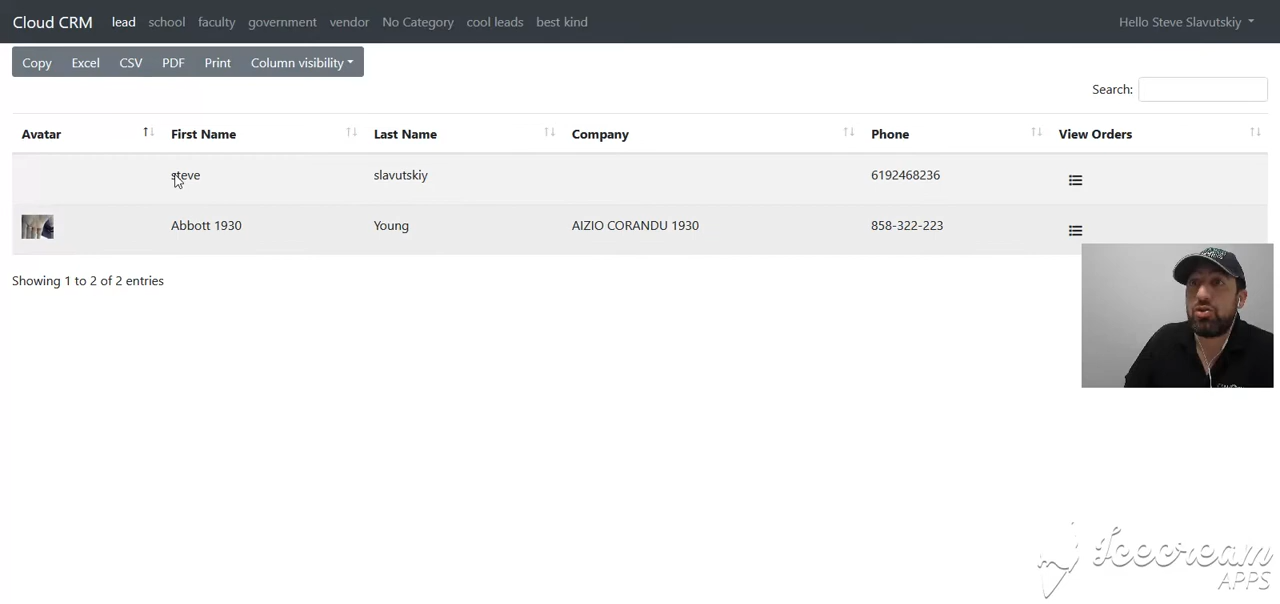 Cloud CRM lead school faculty government vendor No Category cool leads best kind Hello Steve Slavutskiy
Copy Excel CSV PDF Print Column visibility
Search:
Avatar First Name Last Name Company Phone View Orders
steve slavutskiy 6192468236
Abbott 1930 Young AIZIO CORANDU 1930 858-322-223
Showing 1 to 2 of 2 entries
Icecream
APPS